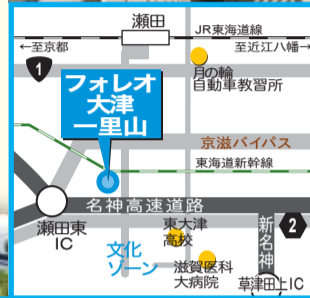 瀬田
JR東海道線
←至京都
至近江八幡→
1
月の輪
自動車教習所
フォレオ
大津
一里山
京滋バイパス
東海道新幹線
名神高速道路
瀬田東
IC
東大津
高校
新名神
2
文化
ゾーン
滋賀医科
大病院
草津田上IC